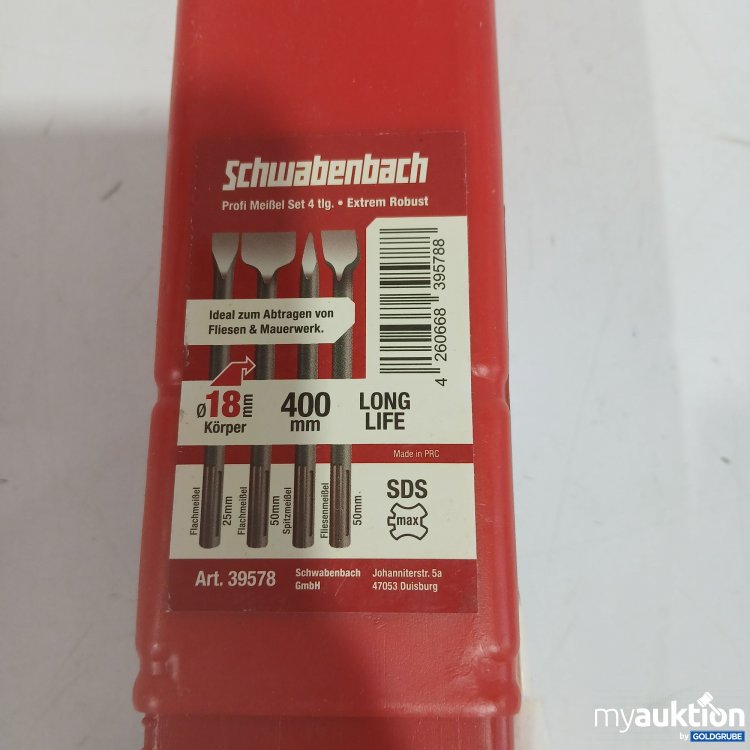 Schwabenbach
Profi Meißel Set 4 tlg. • Extrem Robust
Ideal zum Abtragen von
Fliesen & Mauerwerk.
4 260668 395788
ø18mm
Körper
400
mm
LONG
LIFE
Made in PRC
Flachmeißel
25mm
Flachmeißel
50mm
Spitzmeißel
Fliesenmeißel
50mm
SDS
max
Art. 39578
Schwabenbach
GmbH
Johanniterstr. 5a
47053 Duisburg
myauktion
by GOLDGRUBE